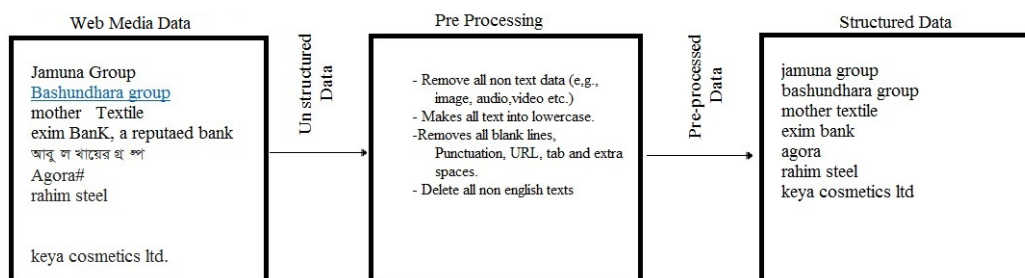 Web Media Data
Jamuna Group
Bashundhara group
mother Textile
exim BanK, a reputaed bank
আবু ল খায়ের গ্র ম্প
Agora#
rahim steel
keya cosmetics ltd.
Un structured
Data
Pre Processing
- Remove all non text data (e.g.,
image, audio,video etc.)
- Makes all text into lowercase.
-Removes all blank lines,
Punctuation, URL, tab and extra
spaces.
- Delete all non english texts
Pre-processed
Data
Structured Data
jamuna group
bashundhara group
mother textile
exim bank
agora
rahim steel
keya cosmetics ltd